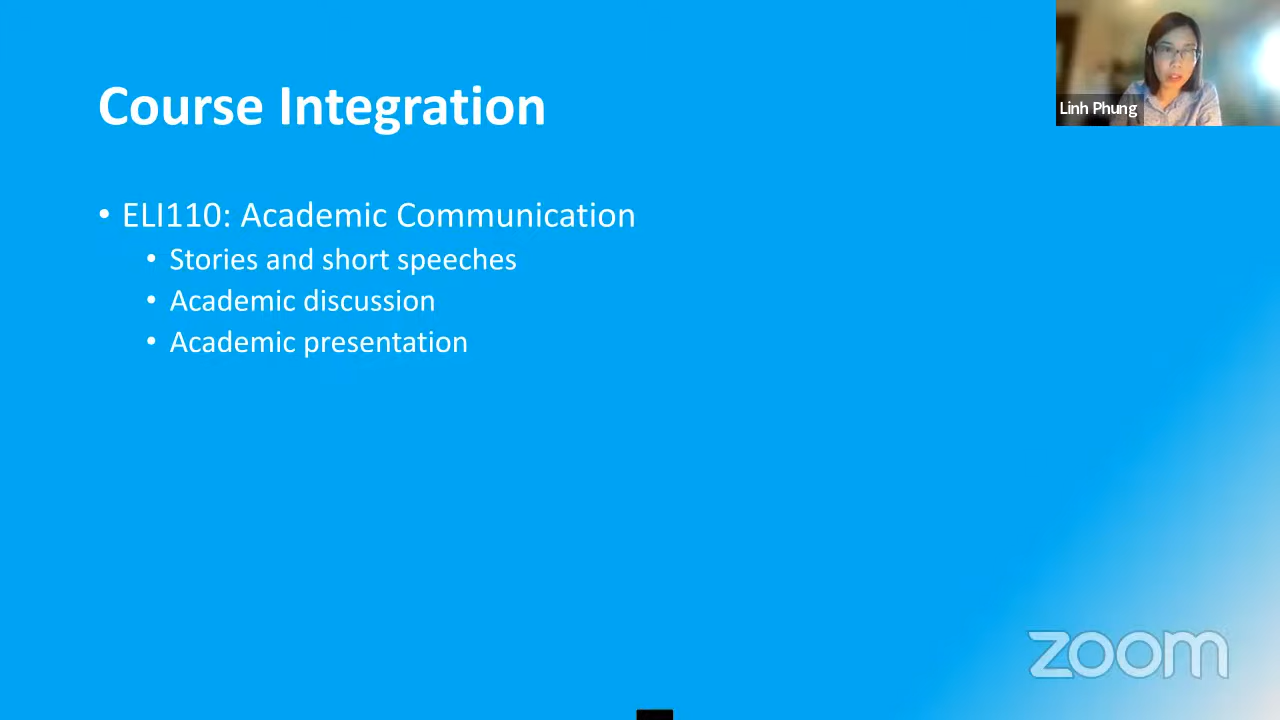 Course Integration
Linh Phung
• ELI110: Academic Communication
• Stories and short speeches
• Academic discussion
• Academic presentation
zoom